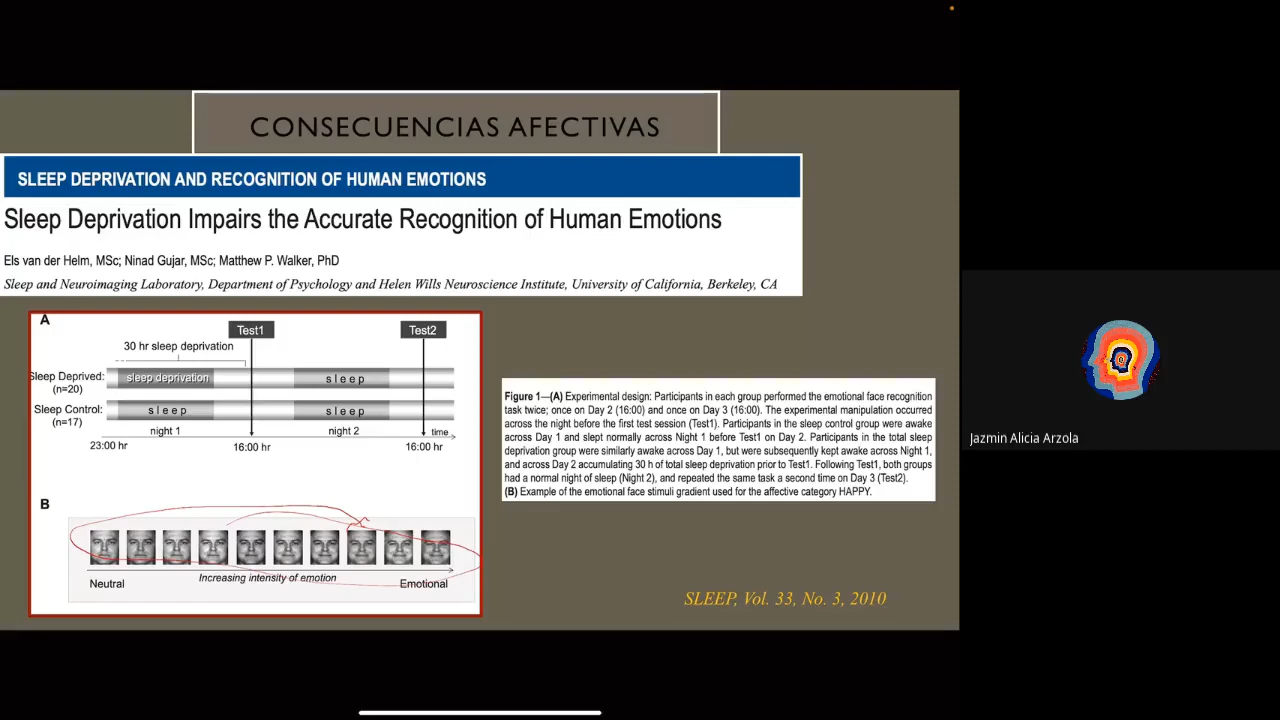 CONSECUENCIAS AFECTIVAS
SLEEP DEPRIVATION AND RECOGNITION OF HUMAN EMOTIONS
Sleep Deprivation Impairs the Accurate Recognition of Human Emotions
Els van der Helm, MSc; Ninad Gujar, MSc; Matthew P. Walker, PhD
Sleep and Neuroimaging Laboratory, Department of Psychology and Helen Wills Neuroscience Institute, University of California, Berkeley, CA
A
Test1
Test2
30 hr sleep deprivation
Sleep Deprived:
(n=20)
sleep deprivation
sleep
Sleep Control:
(n=17)
sleep
sleep
night 1
night 2
time
23:00 hr
16:00 hr
16:00 hr
B
Neutral
Increasing intensity of emotion
Emotional
Figure 1—(A) Experimental design: Participants in each group performed the emotional face recognition
task twice; once on Day 2 (16:00) and once on Day 3 (16:00). The experimental manipulation occurred
across the night before the first test session (Test1). Participants in the sleep control group were awake
across Day 1 and slept normally across Night 1 before Test1 on Day 2. Participants in the total sleep
deprivation group were similarly awake across Day 1, but were subsequently kept awake across Night 1,
and across Day 2 accumulating 30 h of total sleep deprivation prior to Test1. Following Test1, both groups
had a normal night of sleep (Night 2), and repeated the same task a second time on Day 3 (Test2).
(B) Example of the emotional face stimuli gradient used for the affective category HAPPY.
SLEEP, Vol. 33, No. 3, 2010
Jazmin Alicia Arzola